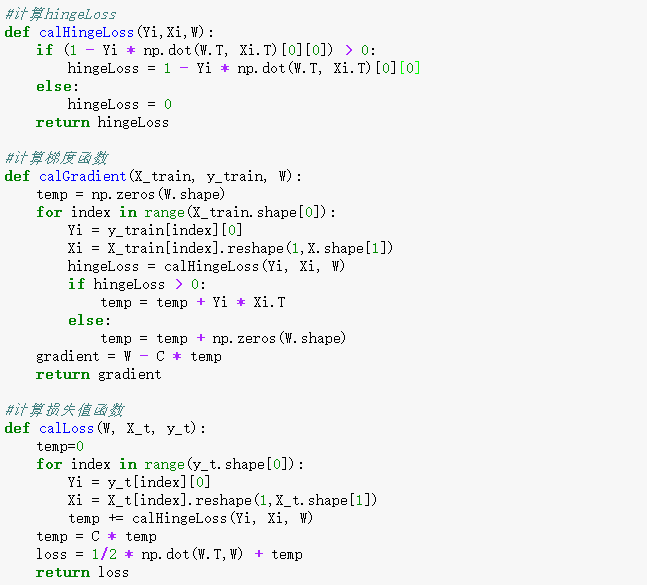 #计算hingeLoss
def calHingeLoss(Yi,Xi,W):
    if (1 - Yi * np.dot(W.T, Xi.T)[0][0]) > 0:
        hingeLoss = 1 - Yi * np.dot(W.T, Xi.T)[0][0]
    else:
        hingeLoss = 0
    return hingeLoss

#计算梯度函数
def calGradient(X_train, y_train, W):
    temp = np.zeros(W.shape)
    for index in range(X_train.shape[0]):
        Yi = y_train[index][0]
        Xi = X_train[index].reshape(1,X.shape[1])
        hingeLoss = calHingeLoss(Yi, Xi, W)
        if hingeLoss > 0:
            temp = temp + Yi * Xi.T
        else:
            temp = temp + np.zeros(W.shape)
    gradient = W - C * temp
    return gradient

#计算损失值函数
def calLoss(W, X_t, y_t):
    temp=0
    for index in range(y_t.shape[0]):
        Yi = y_t[index][0]
        Xi = X_t[index].reshape(1,X_t.shape[1])
        temp += calHingeLoss(Yi, Xi, W)
    temp = C * temp
    loss = 1/2 * np.dot(W.T,W) + temp
    return loss